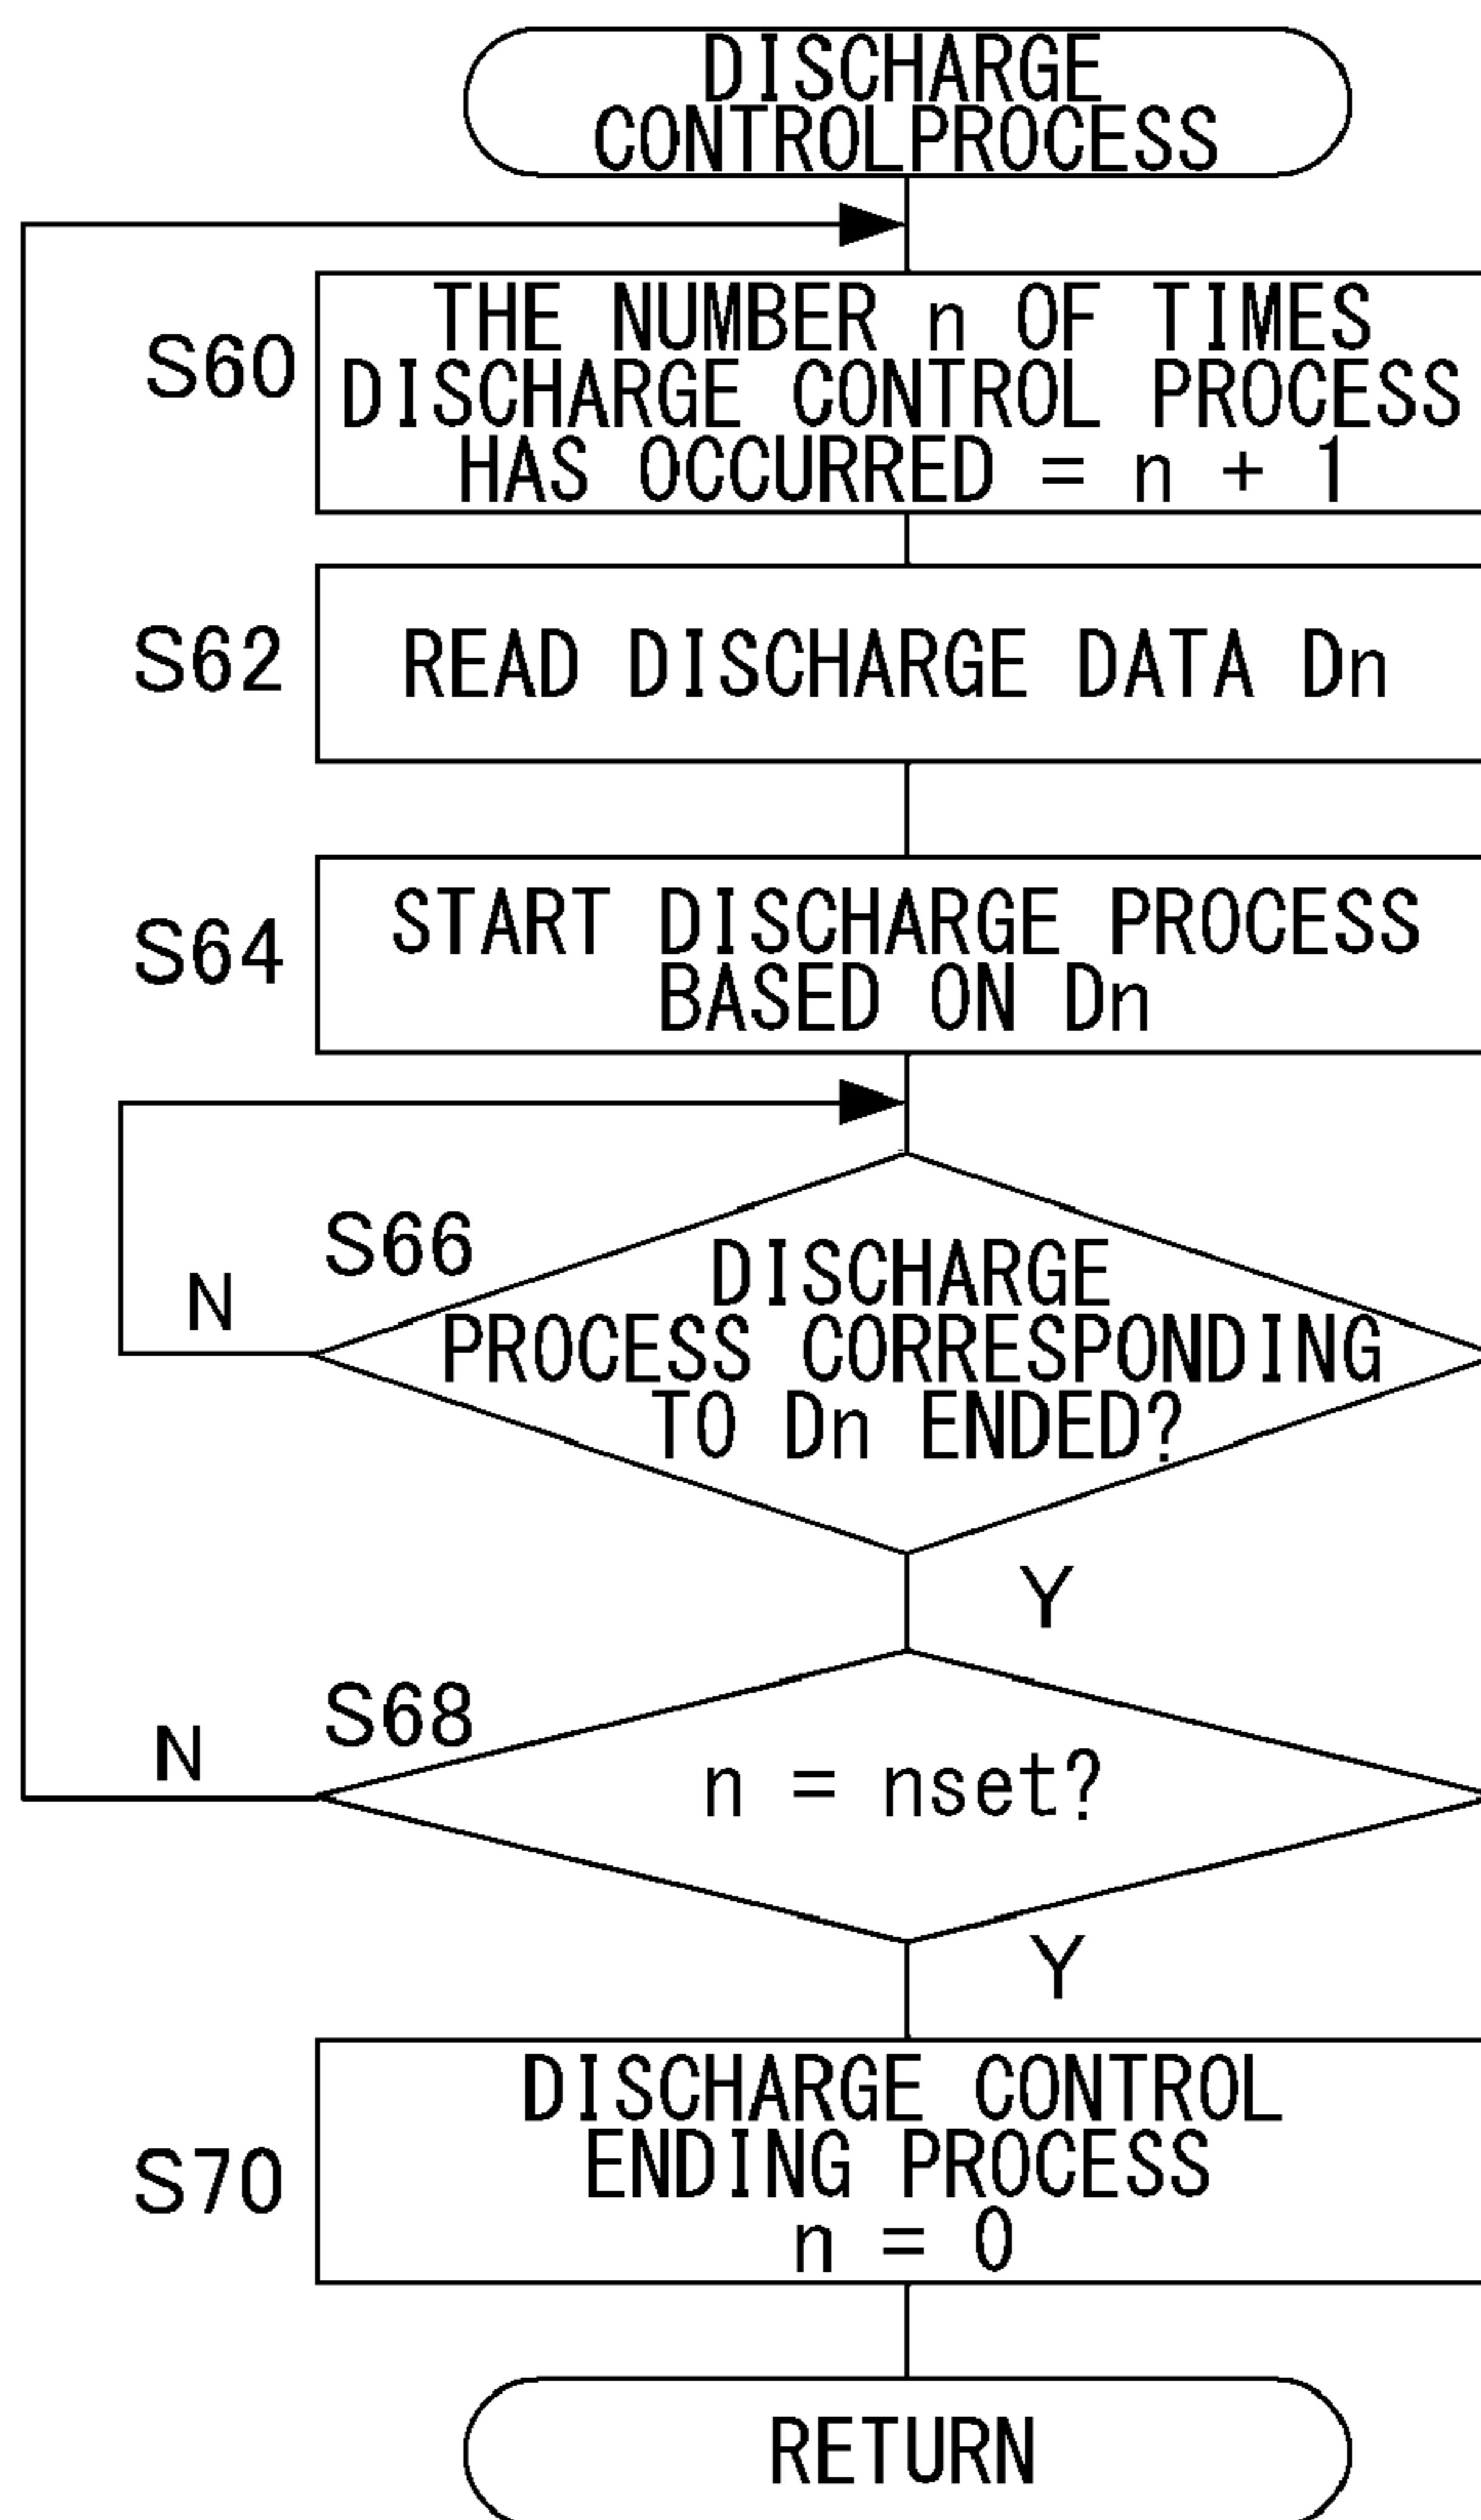 DISCHARGE
CONTROLPROCESS
S60
THE NUMBER n OF TIMES
DISCHARGE CONTROL PROCESS
HAS OCCURRED = n + 1
S62
READ DISCHARGE DATA Dn
S64
START DISCHARGE PROCESS
BASED ON Dn
S66
N
DISCHARGE
PROCESS CORRESPONDING
TO Dn ENDED?
Y
S68
N
n = nset?
Y
S70
DISCHARGE CONTROL
ENDING PROCESS
n = 0
RETURN